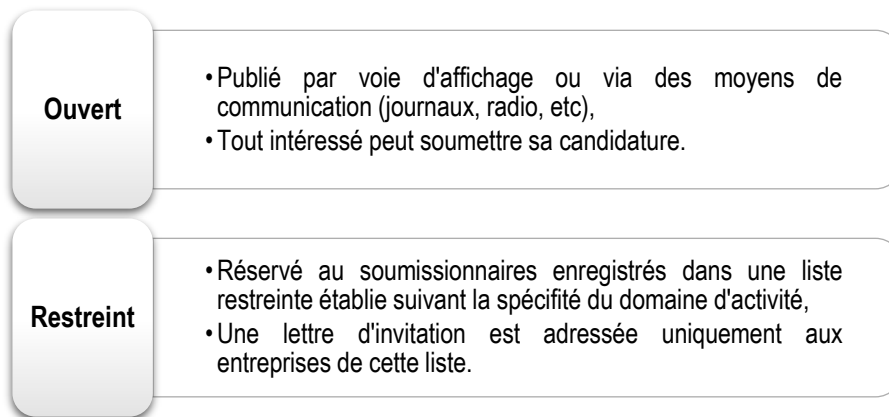 Ouvert
•Publié par voie d'affichage ou via des moyens de
communication (journaux, radio, etc),
•Tout intéressé peut soumettre sa candidature.
Restreint
•Réservé au soumissionnaires enregistrés dans une liste
restreinte établie suivant la spécifité du domaine d'activité,
•Une lettre d'invitation est adressée uniquement aux
entreprises de cette liste.